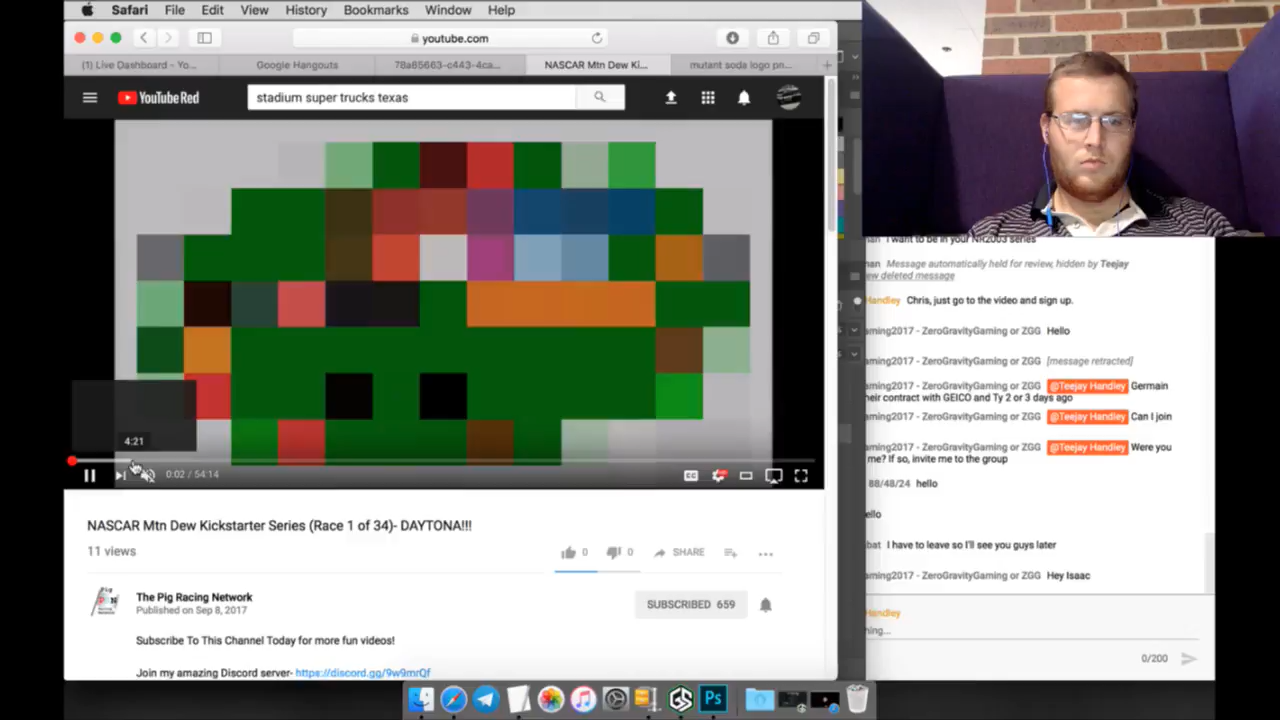 Safari File Edit View History Bookmarks Window Help
youtube.com
(1) Live Dashboard - Yo...
Google Hangouts
78a85663-c443-4ca...
NASCAR Mtn Dew Ki...
mutant soda logo pn...
YouTube Red
stadium super trucks texas
4:21
0:02 / 54:14
NASCAR Mtn Dew Kickstarter Series (Race 1 of 34)- DAYTONA!!!
11 views
0
0
SHARE
The Pig Racing Network
Published on Sep 8, 2017
SUBSCRIBED 659
Subscribe To This Channel Today for more fun videos!
Join my amazing Discord server- https://discord.gg/9w9mrQf
I want to be in your NR2003 series
Message automatically held for review, hidden by Teejay
deleted message
Handley Chris, just go to the video and sign up.
aming2017 - ZeroGravityGaming or ZGG Hello
aming2017 - ZeroGravityGaming or ZGG [message retracted]
aming2017 - ZeroGravityGaming or ZGG @Teejay Handley Germain
their contract with GEICO and Ty 2 or 3 days ago
aming2017 - ZeroGravityGaming or ZGG @Teejay Handley Can I join
aming2017 - ZeroGravityGaming or ZGG @Teejay Handley Were you
me? If so, invite me to the group
88/48/24 hello
ello
bat I have to leave so I'll see you guys later
aming2017 - ZeroGravityGaming or ZGG Hey Isaac
Handley
hing...
0/200
Ps